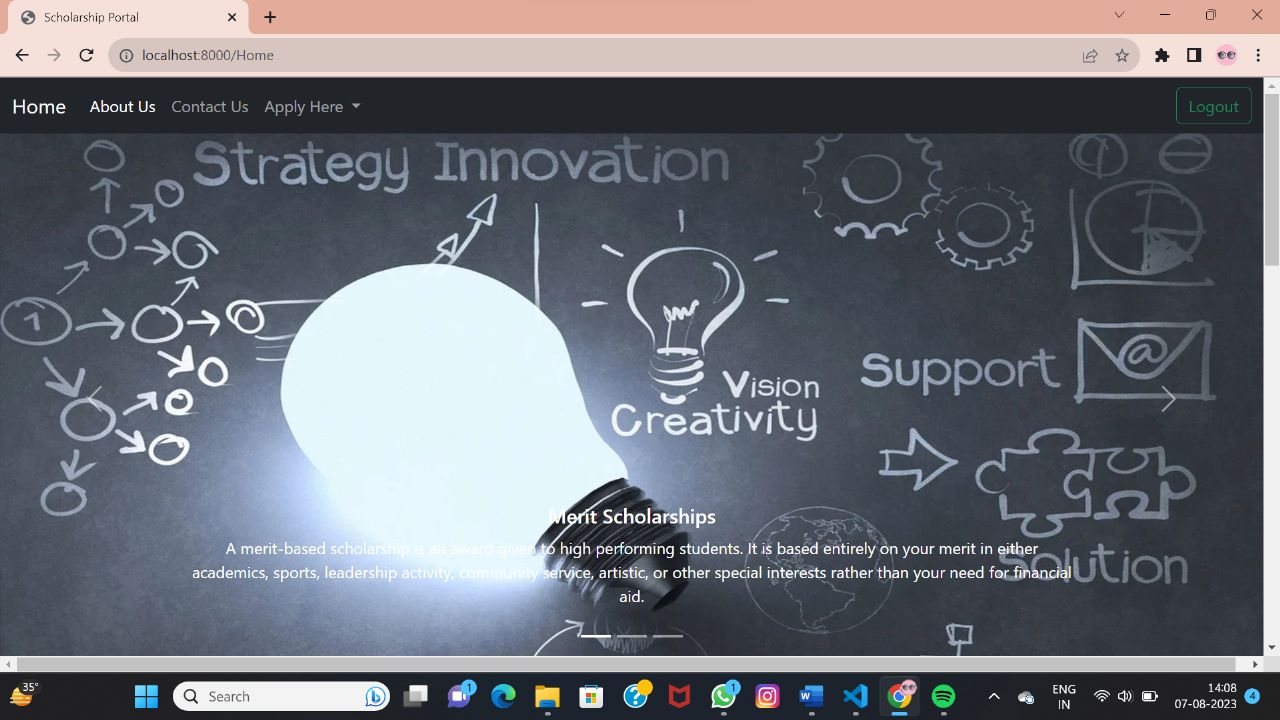 Scholarship Portal
localhost:8000/Home
Home About Us Contact Us Apply Here Logout
Strategy Innovation
1
@
Support
Vision
Creativity
Solution
Merit Scholarships
A merit-based scholarship is an award given to high performing students. It is based entirely on your merit in either
academics, sports, leadership activity, community service, artistic, or other special interests rather than your need for financial
aid.
35°
Search
1
1
ENG
IN
14:08
07-08-2023
4